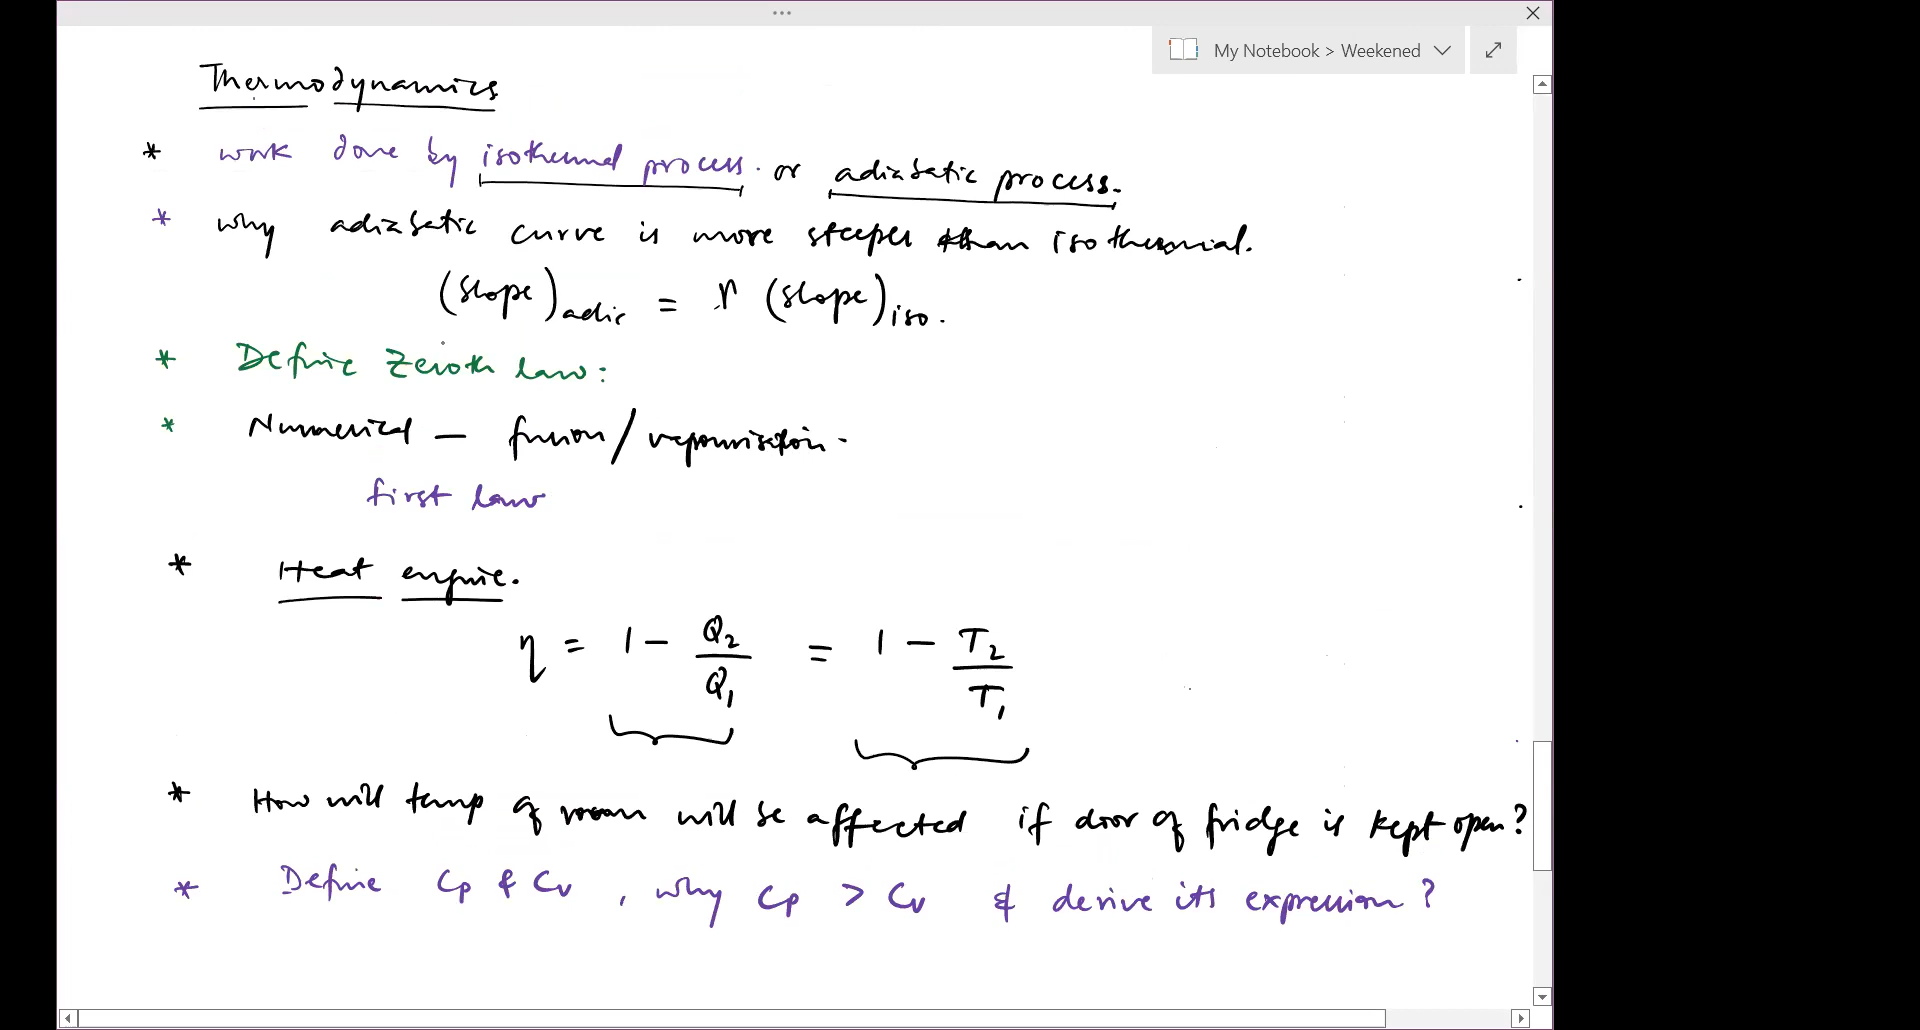 My Notebook > Weekened
Thermodynamics
* work done by isothermal process. or adiabatic process.
* why adiabatic curve is more steeper than isothermal.
(slope)adia = γ (slope)iso.
* Define Zeroth law:
* Numerical — fusion/vapourisation.
first law
* Heat engine.
η = 1 - Q₂/Q₁ = 1 - T₂/T₁
* How will temp of room will be affected if door of fridge is kept open?
* Define Cp & Cv, why Cp > Cv & derive its expression?